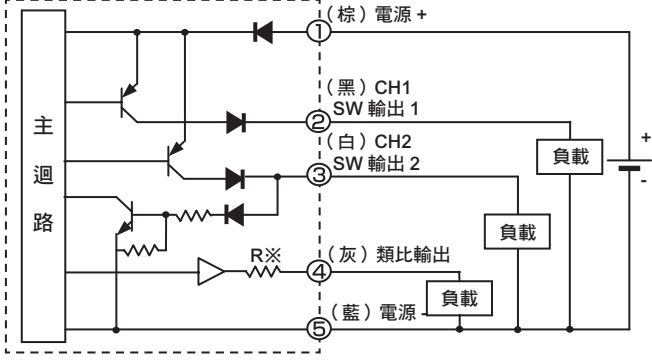 ①（棕）電源 +
（黑）CH1
② SW 輸出 1
（白）CH2
③ SW 輸出 2
主迴路
R※
④（灰）類比輸出
⑤（藍）電源 -
負載
負載
負載
+
-